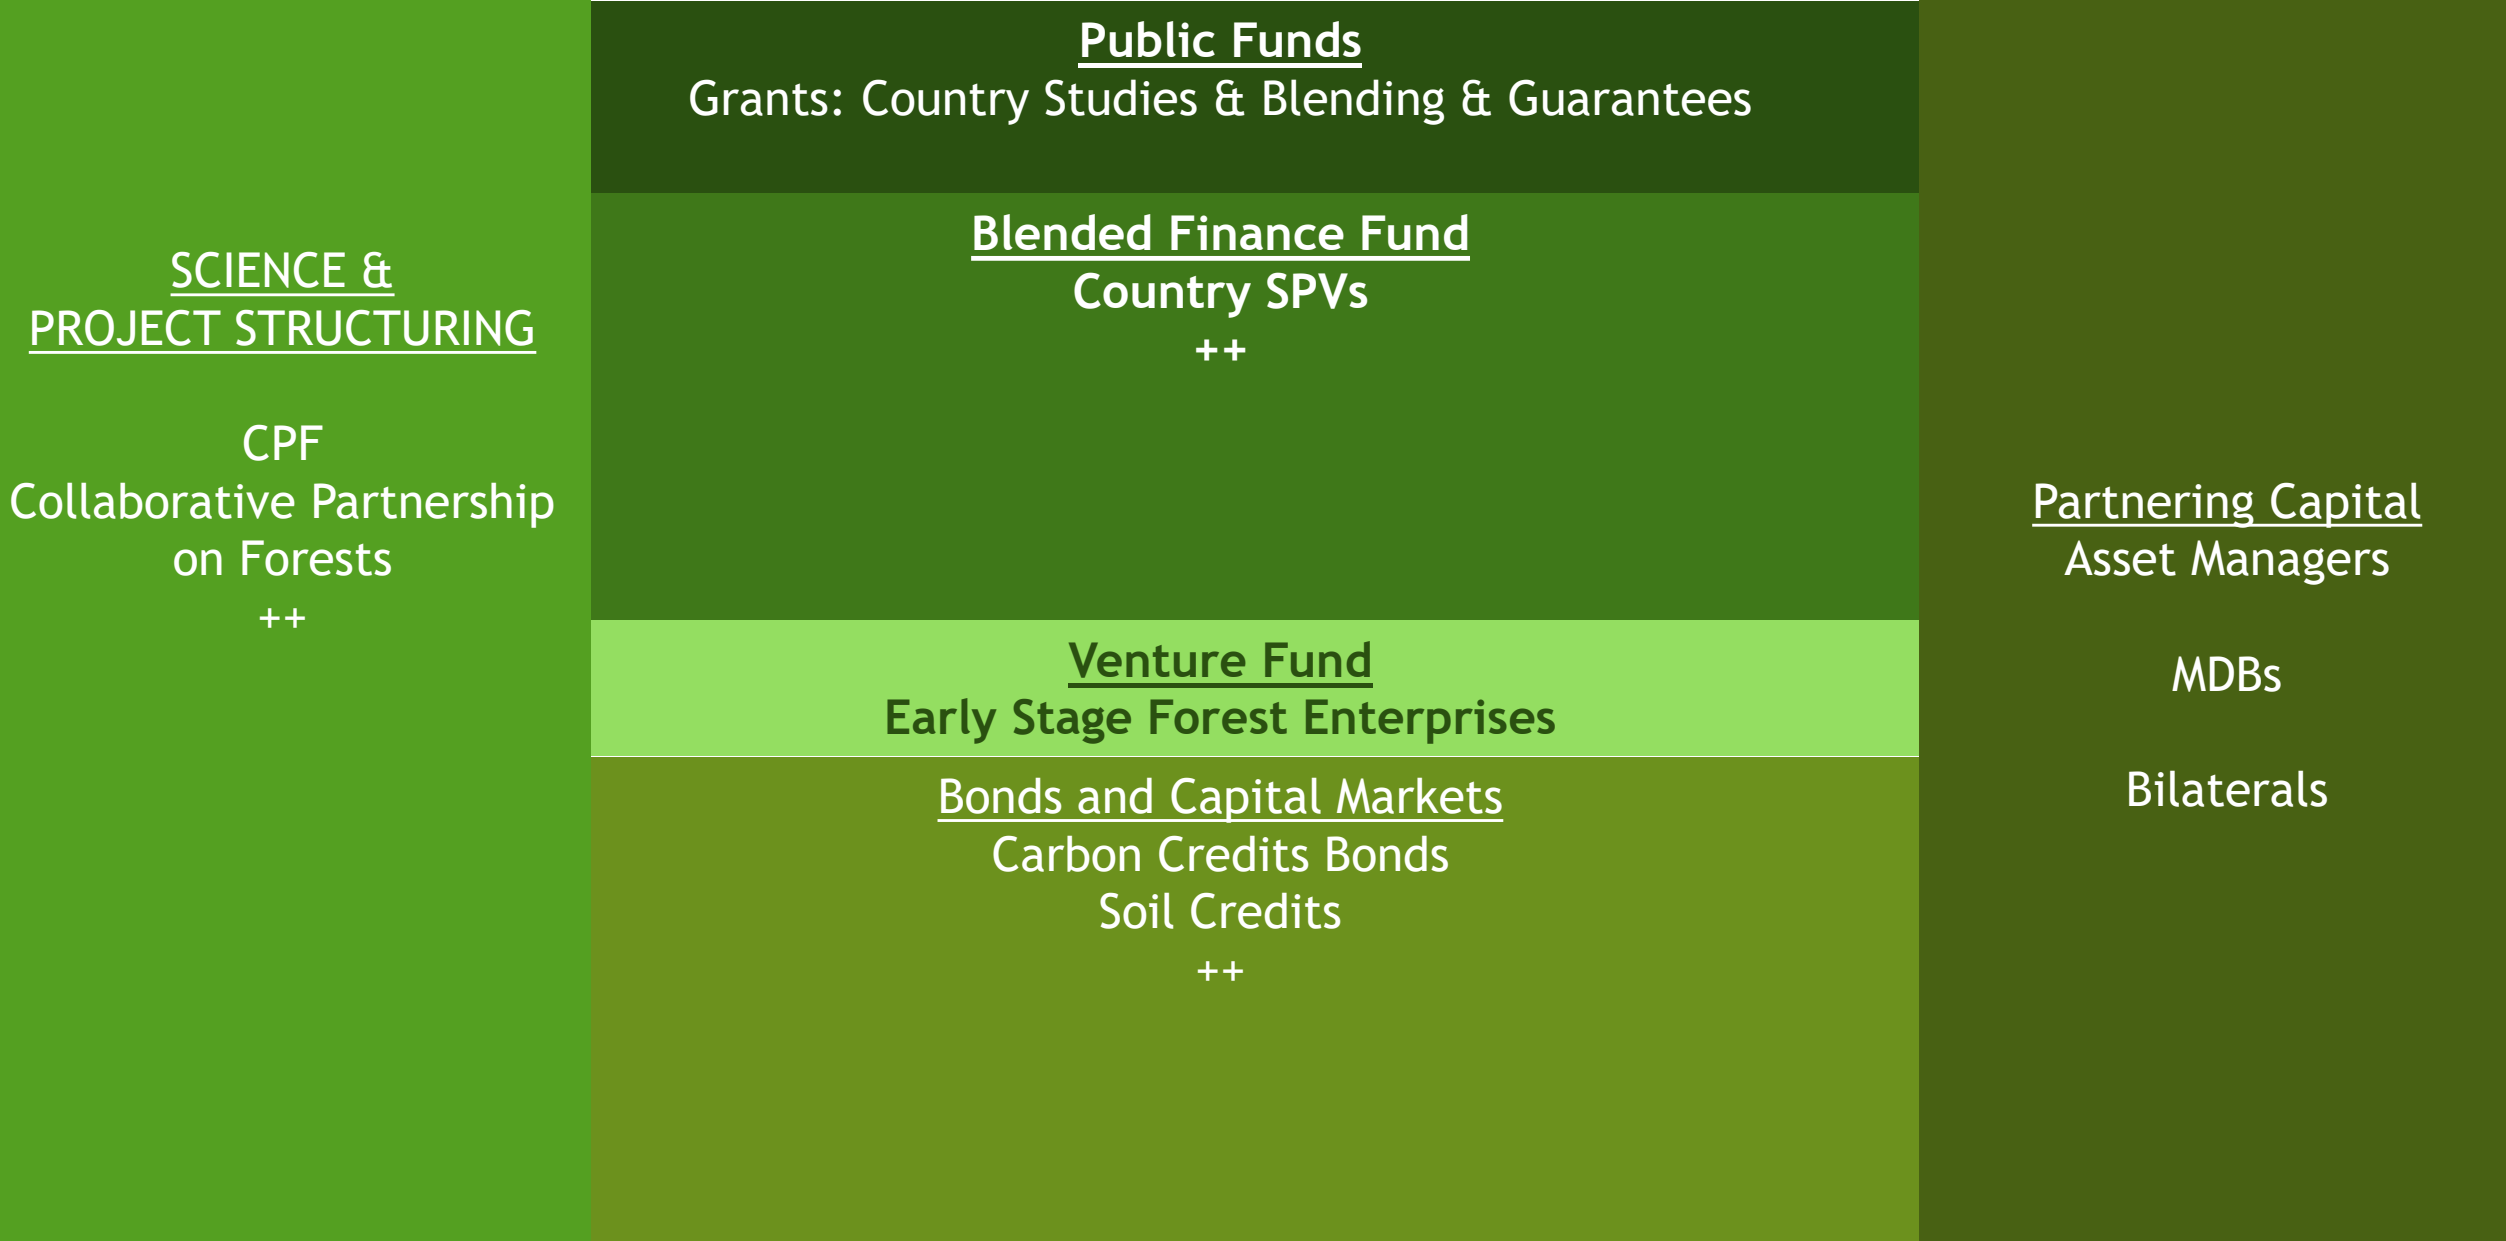 SCIENCE &
PROJECT STRUCTURING
CPF
Collaborative Partnership
on Forests
++
Public Funds
Grants: Country Studies & Blending & Guarantees
Blended Finance Fund
Country SPVs
++
Venture Fund
Early Stage Forest Enterprises
Bonds and Capital Markets
Carbon Credits Bonds
Soil Credits
++
Partnering Capital
Asset Managers
MDBs
Bilaterals